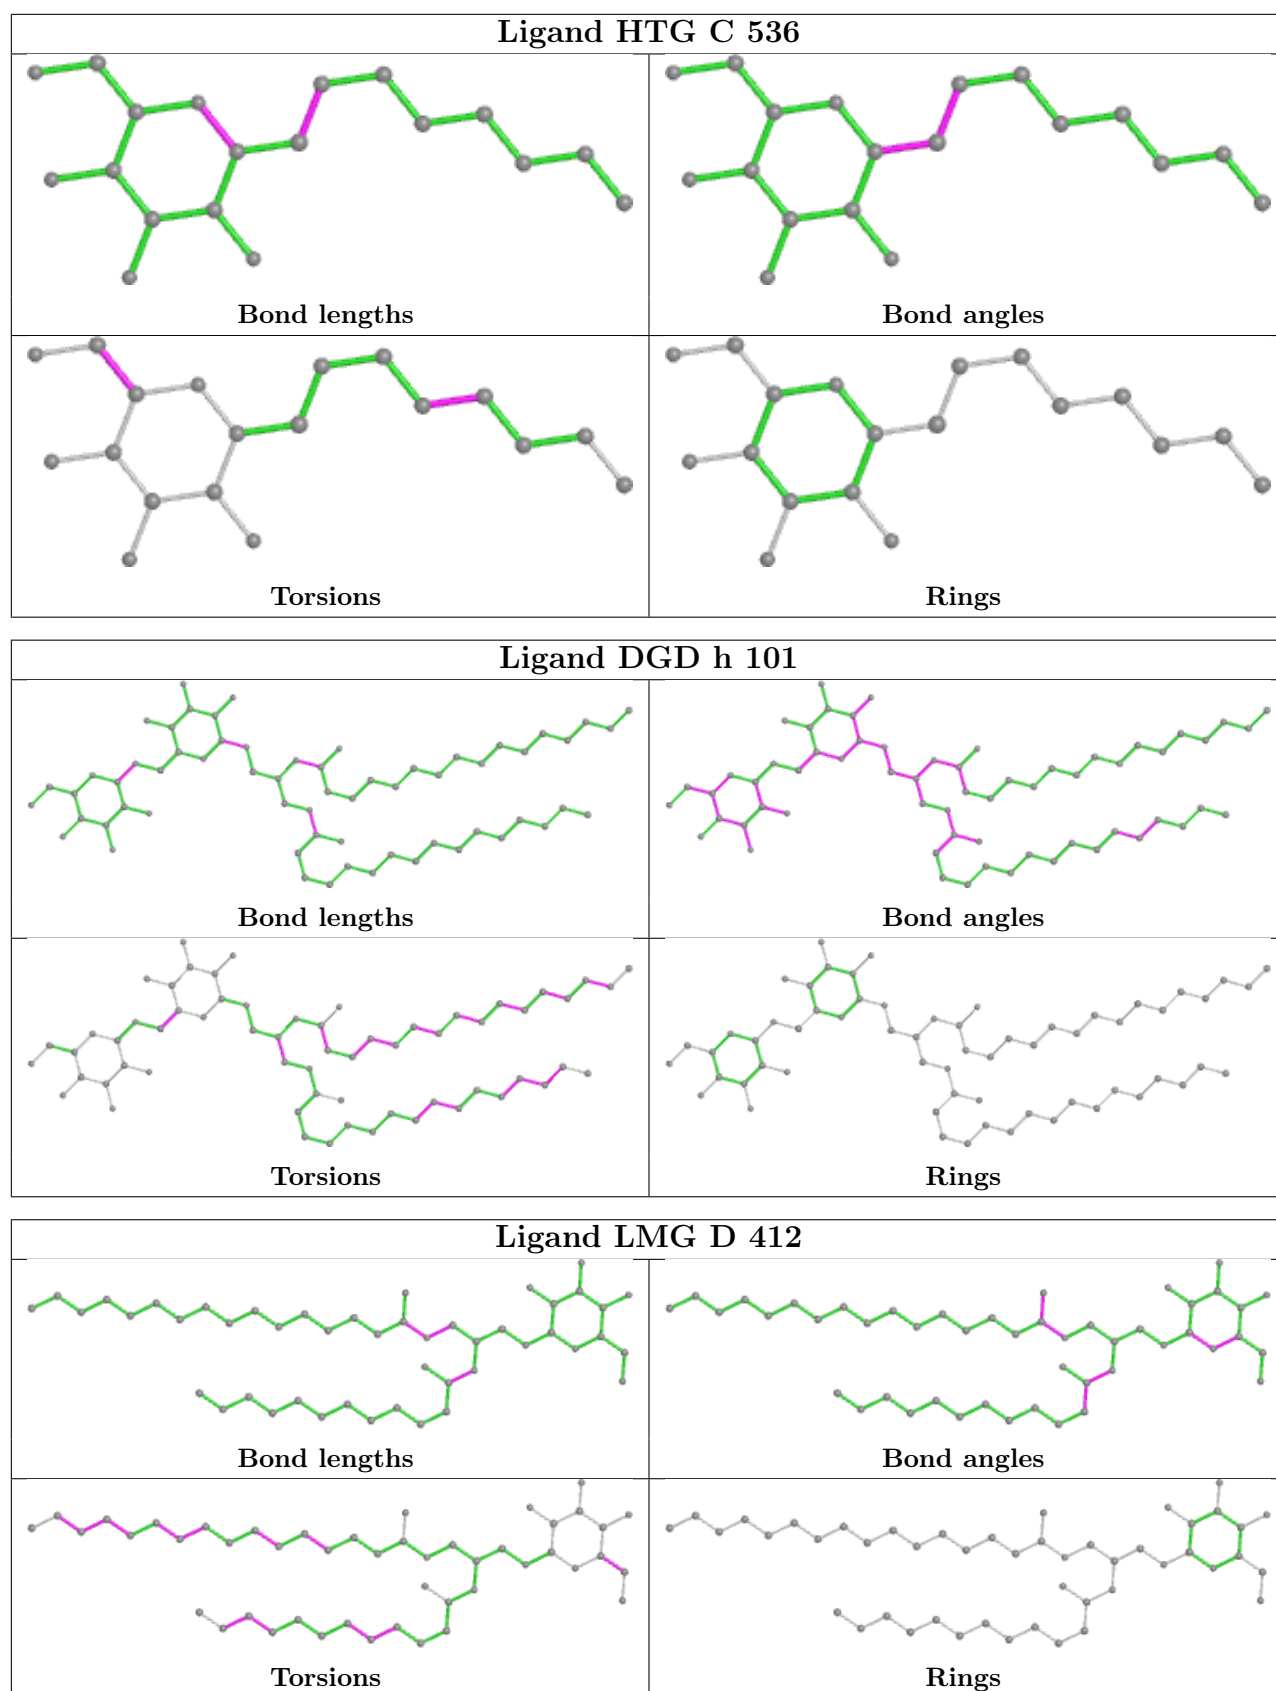 Ligand HTG C 536
Bond lengths
Bond angles
Torsions
Rings
Ligand DGD h 101
Bond lengths
Bond angles
Torsions
Rings
Ligand LMG D 412
Bond lengths
Bond angles
Torsions
Rings